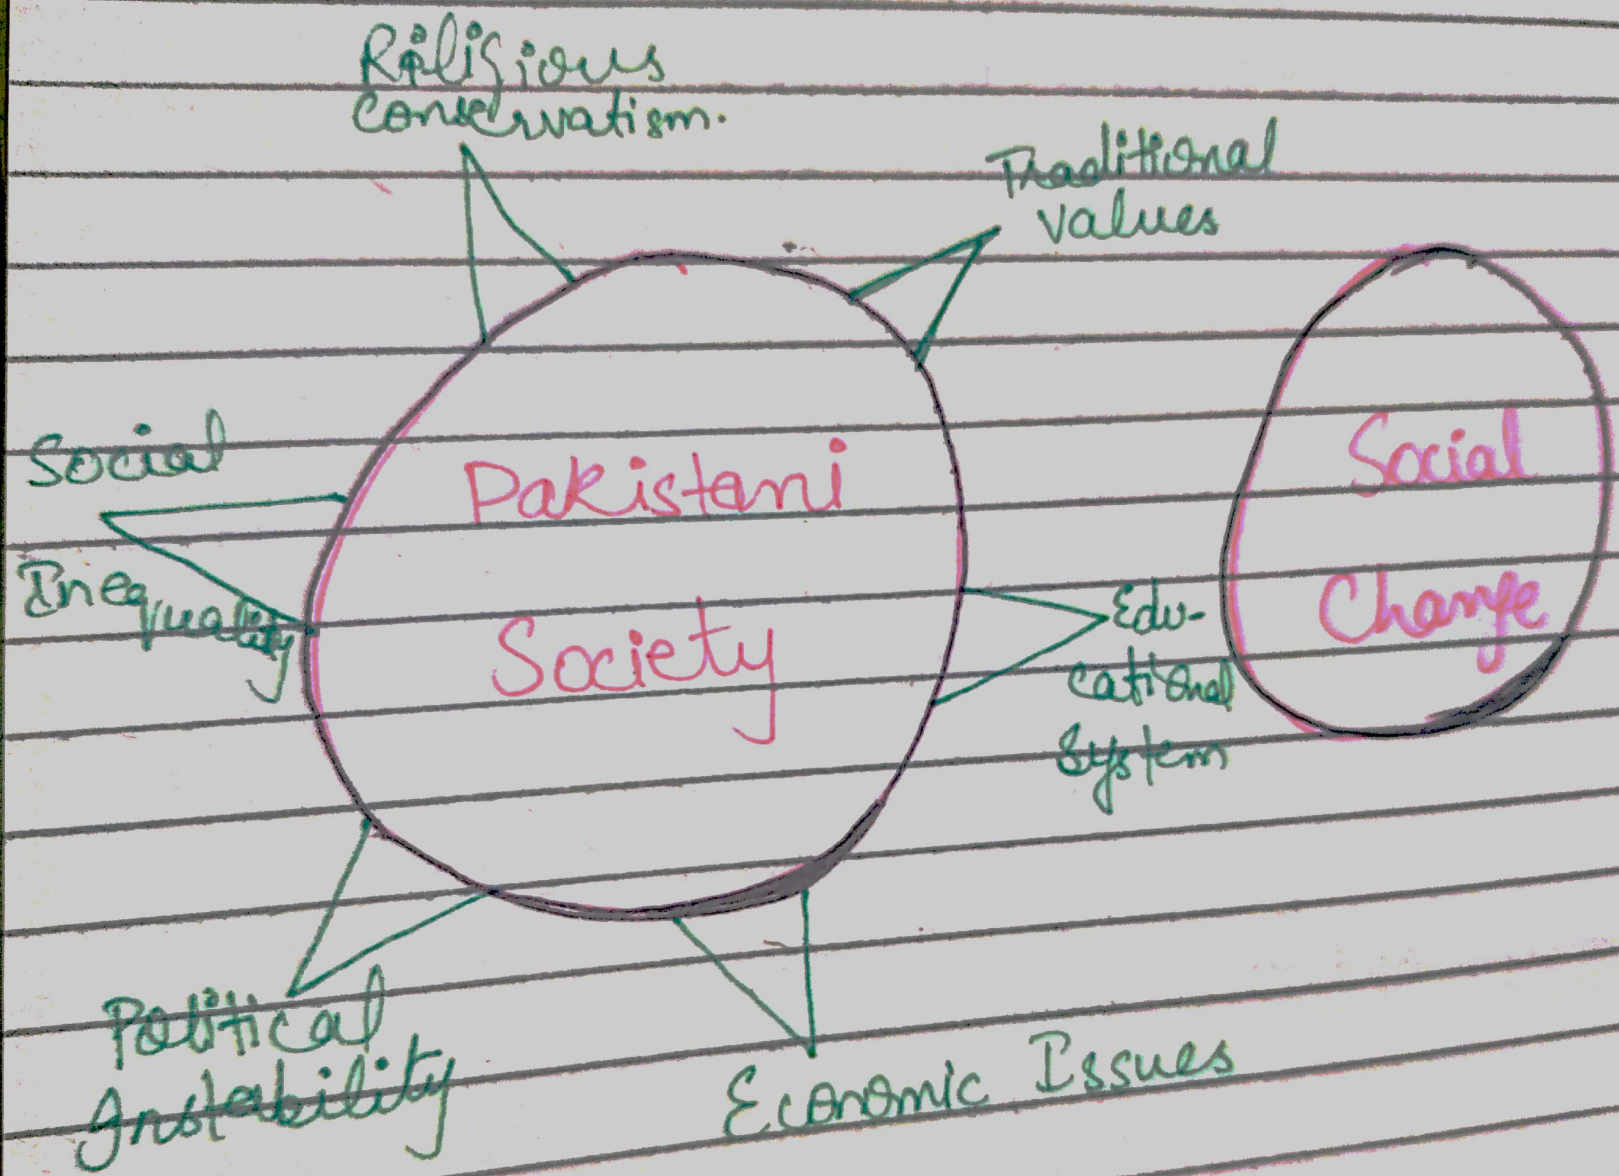 Religious
conservatism.
Traditional
values
Social
Inequality
Pakistani
Society
Social
Change
Edu-
cational
System
Political
Instability
Economic Issues